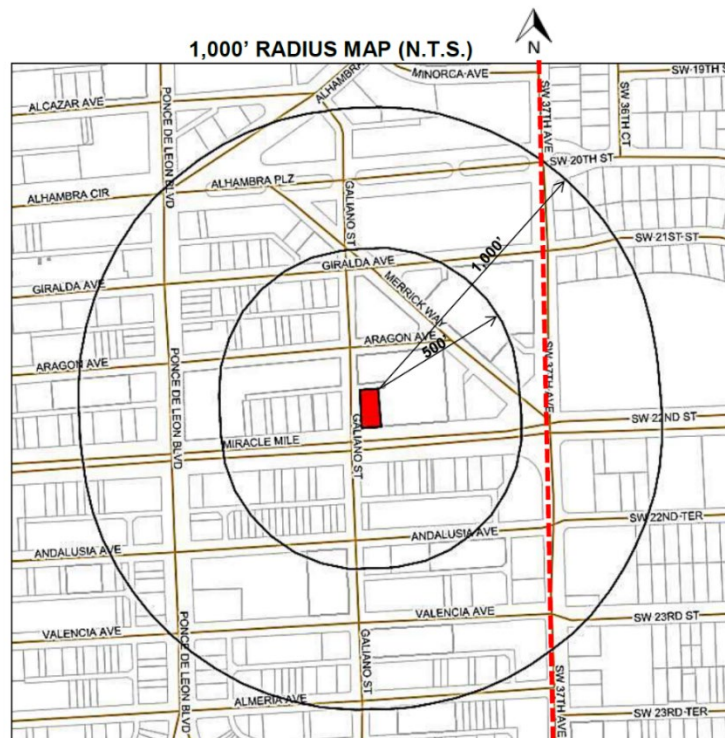 1,000’ RADIUS MAP (N.T.S.)
N
MINORCA AVE
SW 19TH S
ALHAMBRA
ALCAZAR AVE
PONCE DE LEON BLVD
SW 37TH AVE
SW 36TH CT
SW 20TH ST
ALHAMBRA PLZ
ALHAMBRA CIR
GALIANO ST
SW 21ST ST
GIRALDA AVE
1,000’
GIRALDA AVE
MERRICK WAY
ARAGON AVE
500’
ARAGON AVE
PONCE DE LEON BLVD
SW 37TH AVE
SW 22ND ST
GALIANO ST
MIRACLE MILE
SW 22ND TER
ANDALUSIA AVE
ANDALUSIA AVE
VALENCIA AVE
SW 23RD ST
VALENCIA AVE
PONCE DE LEON BLVD
GALIANO ST
SW 37TH AVE
ALMERIA AVE
SW 23RD TER